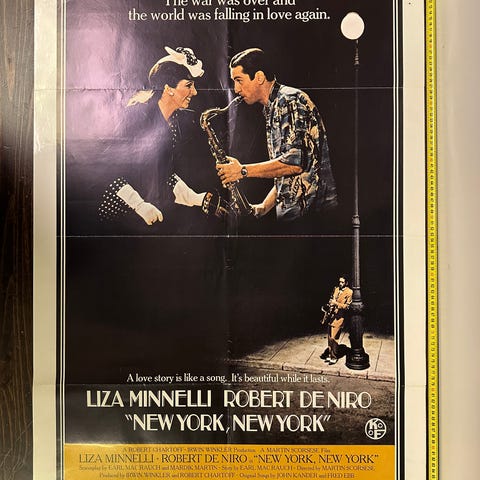 The war was over and
the world was falling in love again.
A love story is like a song. It's beautiful while it lasts.
LIZA MINNELLI ROBERT DE NIRO
"NEW YORK, NEW YORK"
A ROBERT CHARTOFF - IRWIN WINKLER Production A MARTIN SCORSESE Film
LIZA MINNELLI · ROBERT DE NIRO in "NEW YORK, NEW YORK"
Screenplay by EARL MAC RAUCH and MARDIK MARTIN · Story by EARL MAC RAUCH · Directed by MARTIN SCORSESE
Produced by IRWIN WINKLER and ROBERT CHARTOFF · Original Songs by JOHN KANDER and FRED EBB